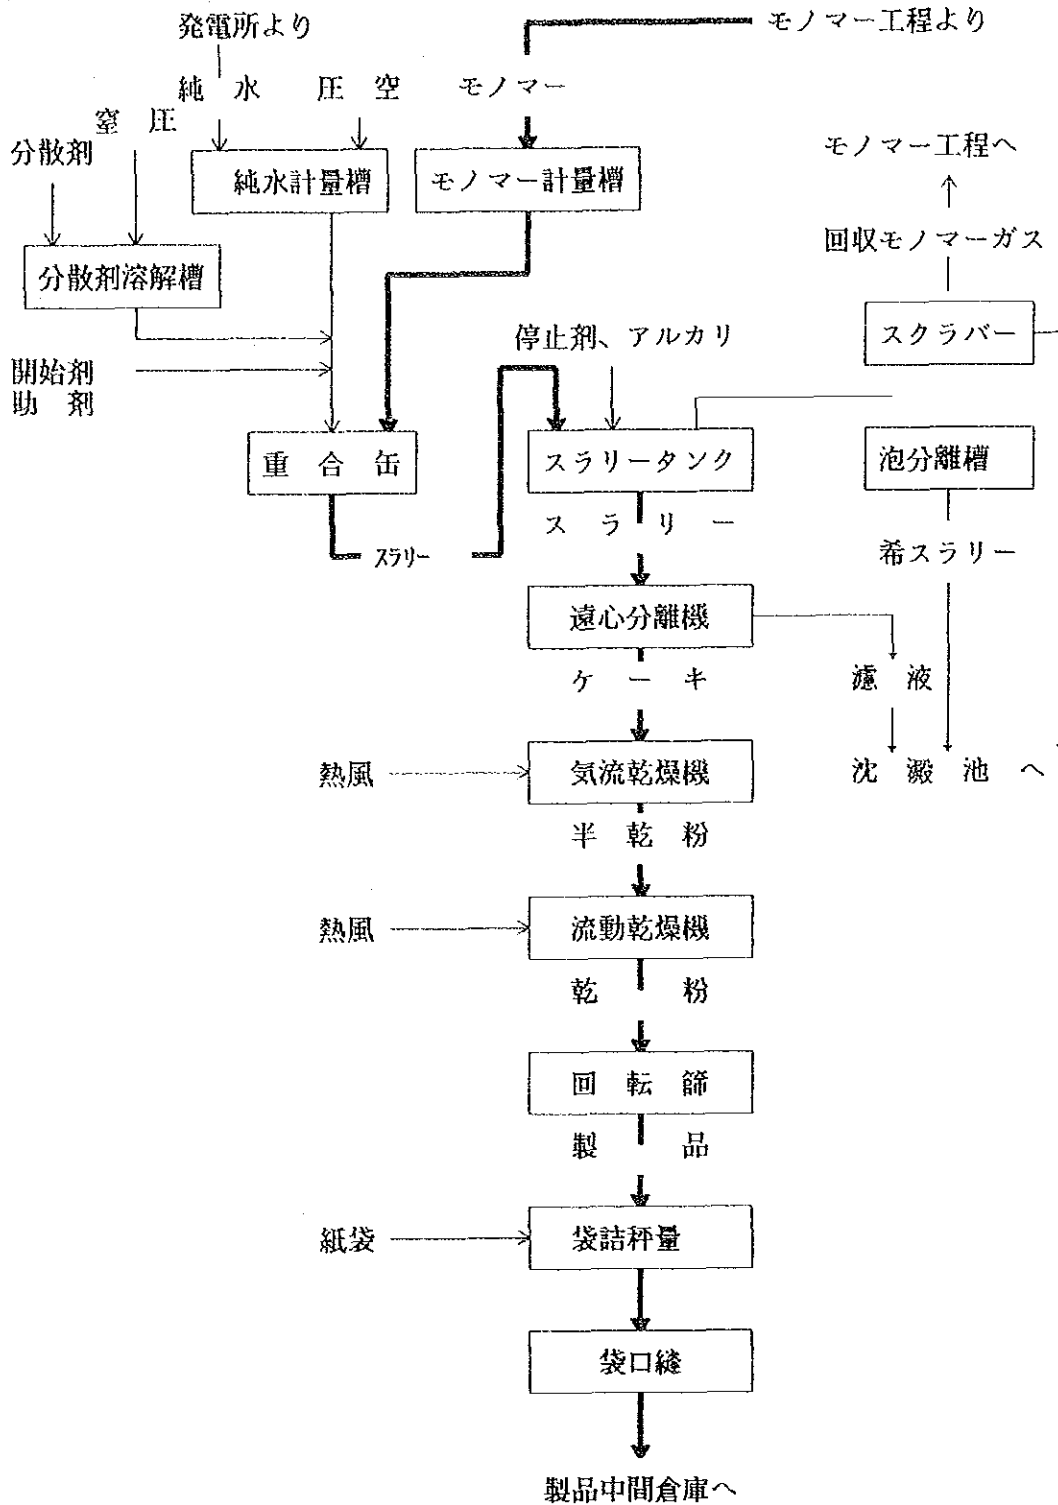 発電所より
モノマー工程より
純水
圧空
モノマー
窒圧
分散剤
純水計量槽
モノマー計量槽
モノマー工程へ
回収モノマーガス
分散剤溶解槽
スクラバー
停止剤、アルカリ
開始剤
助剤
重合缶
スラリータンク
泡分離槽
スラリー
スラリー
希スラリー
遠心分離機
ケーキ
濾液
熱風
気流乾燥機
沈澱池へ
半乾粉
熱風
流動乾燥機
乾粉
回転篩
製品
紙袋
袋詰秤量
袋口縫
製品中間倉庫へ